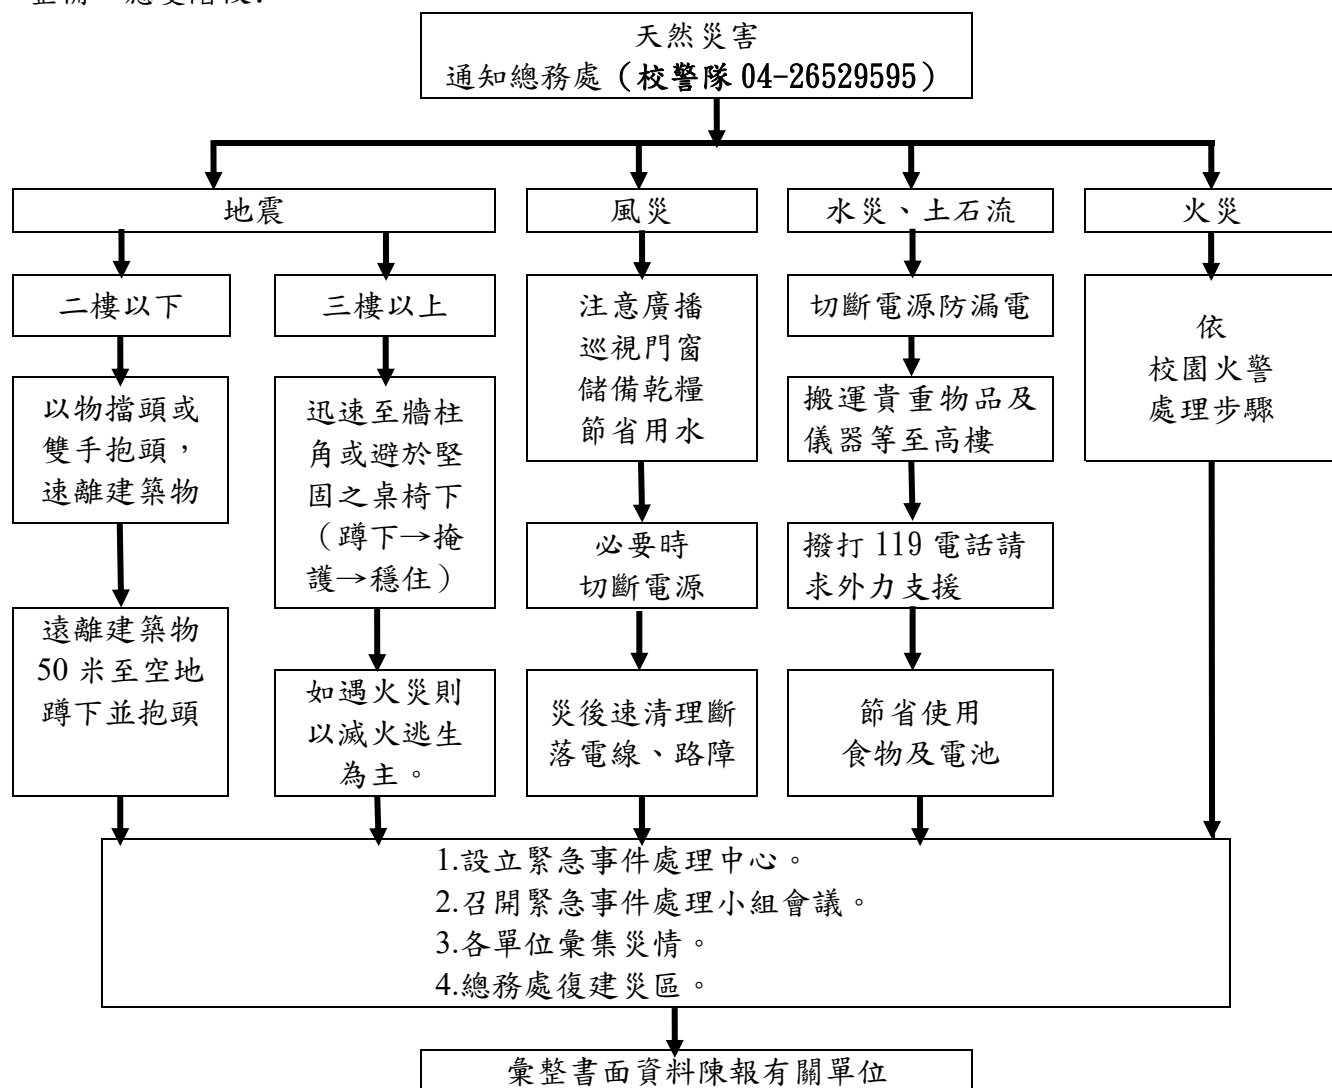 天然災害
通知總務處（校警隊 04-26529595）
地震
風災
水災、土石流
火災
二樓以下
三樓以上
注意廣播
巡視門窗
儲備乾糧
節省用水
切斷電源防漏電
依
校園火警
處理步驟
以物擋頭或
雙手抱頭，
速離建築物
迅速至牆柱
角或避於堅
固之桌椅下
（蹲下→掩
護→穩住）
搬運貴重物品及
儀器等至高樓
必要時
切斷電源
撥打 119 電話請
求外力支援
遠離建築物
50 米至空地
蹲下並抱頭
如遇火災則
以滅火逃生
為主。
災後速清理斷
落電線、路障
節省使用
食物及電池
1.設立緊急事件處理中心。
2.召開緊急事件處理小組會議。
3.各單位彙集災情。
4.總務處復建災區。
彙整書面資料陳報有關單位